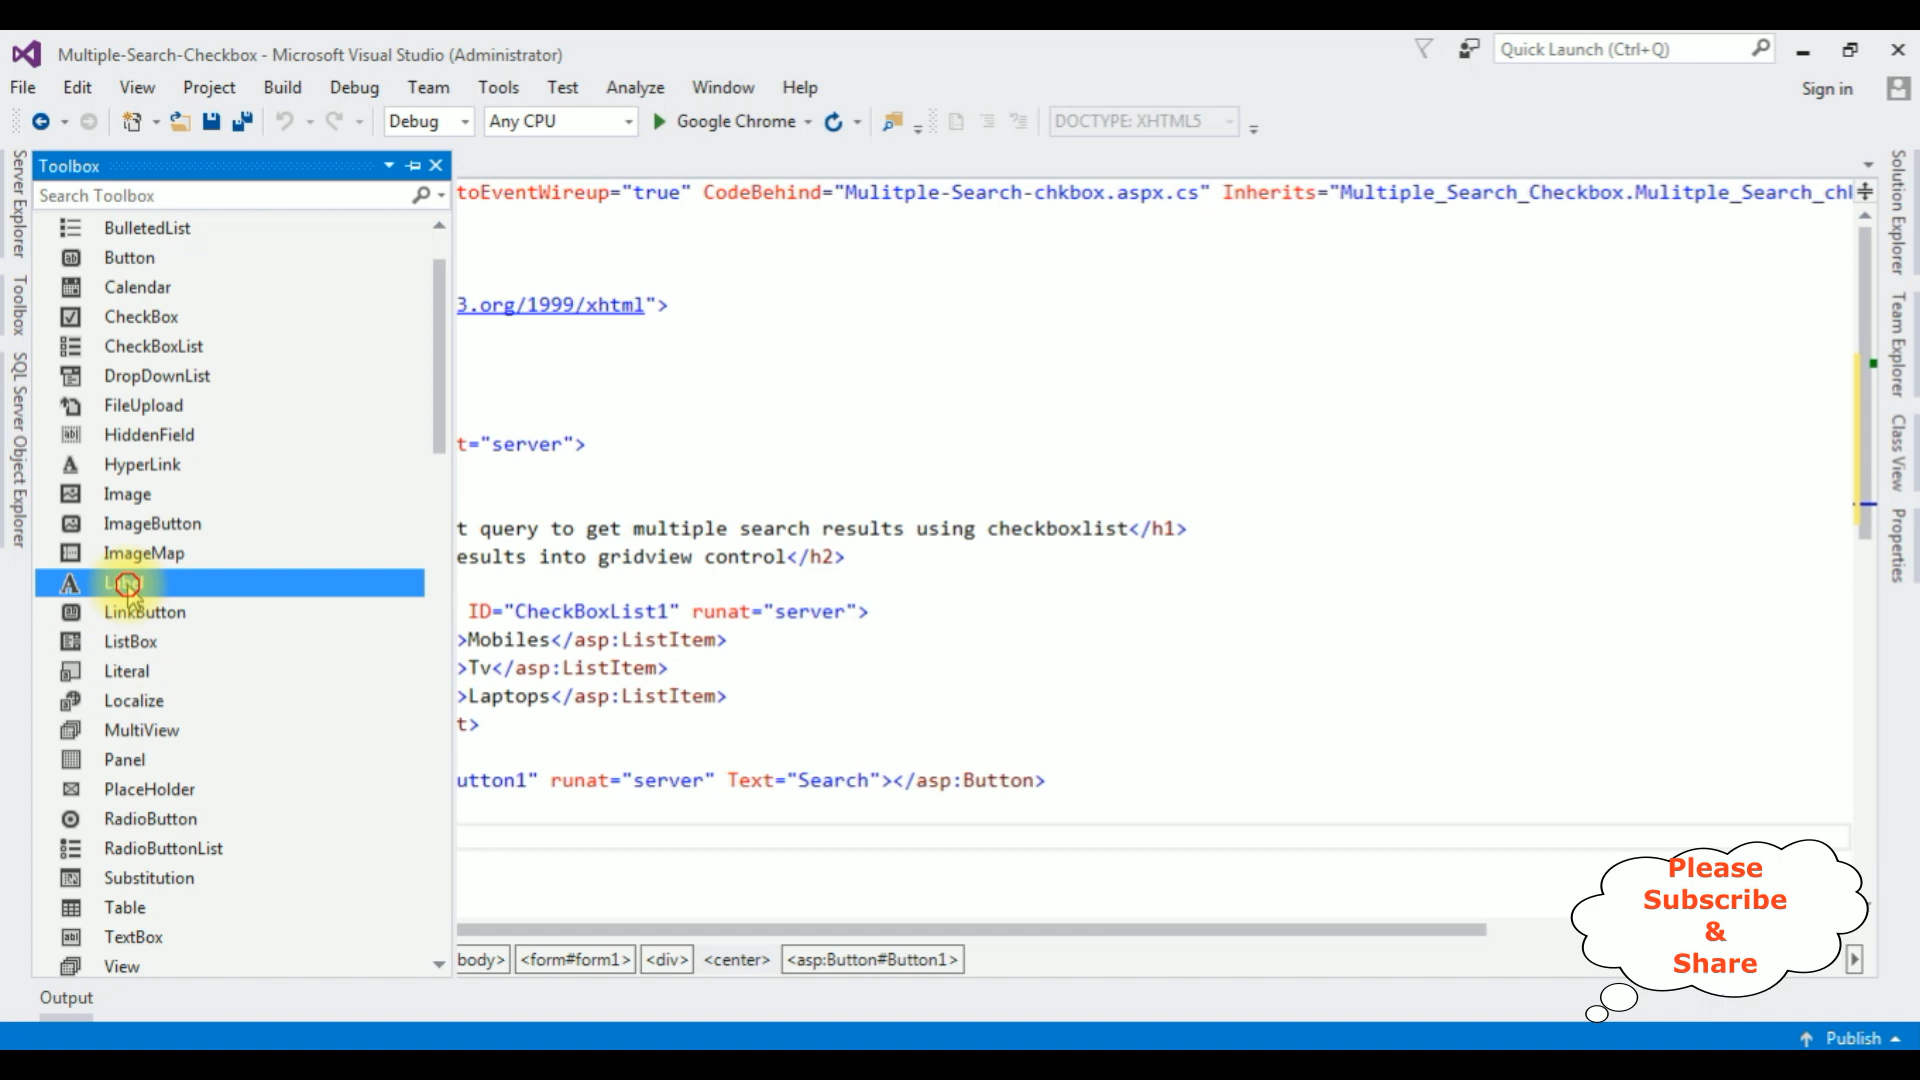 Multiple-Search-Checkbox - Microsoft Visual Studio (Administrator)
Quick Launch (Ctrl+Q)
File Edit View Project Build Debug Team Tools Test Analyze Window Help
Sign in
Debug Any CPU Google Chrome DOCTYPE: XHTML5
Server Explorer
Toolbox
SQL Server Object Explorer
Toolbox
Search Toolbox
BulletedList
Button
Calendar
CheckBox
CheckBoxList
DropDownList
FileUpload
HiddenField
HyperLink
Image
ImageButton
ImageMap
Label
LinkButton
ListBox
Literal
Localize
MultiView
Panel
PlaceHolder
RadioButton
RadioButtonList
Substitution
Table
TextBox
View
toEventWireup="true" CodeBehind="Mulitple-Search-chkbox.aspx.cs" Inherits="Multiple_Search_Checkbox.Mulitple_Search_chl
3.org/1999/xhtml">
t="server">
t query to get multiple search results using checkboxlist</h1>
esults into gridview control</h2>
ID="CheckBoxList1" runat="server">
>Mobiles</asp:ListItem>
>Tv</asp:ListItem>
>Laptops</asp:ListItem>
t>
utton1" runat="server" Text="Search"></asp:Button>
body> <form#form1> <div> <center> <asp:Button#Button1>
Solution Explorer
Team Explorer
Class View
Properties
Please
Subscribe
&
Share
Output
Publish